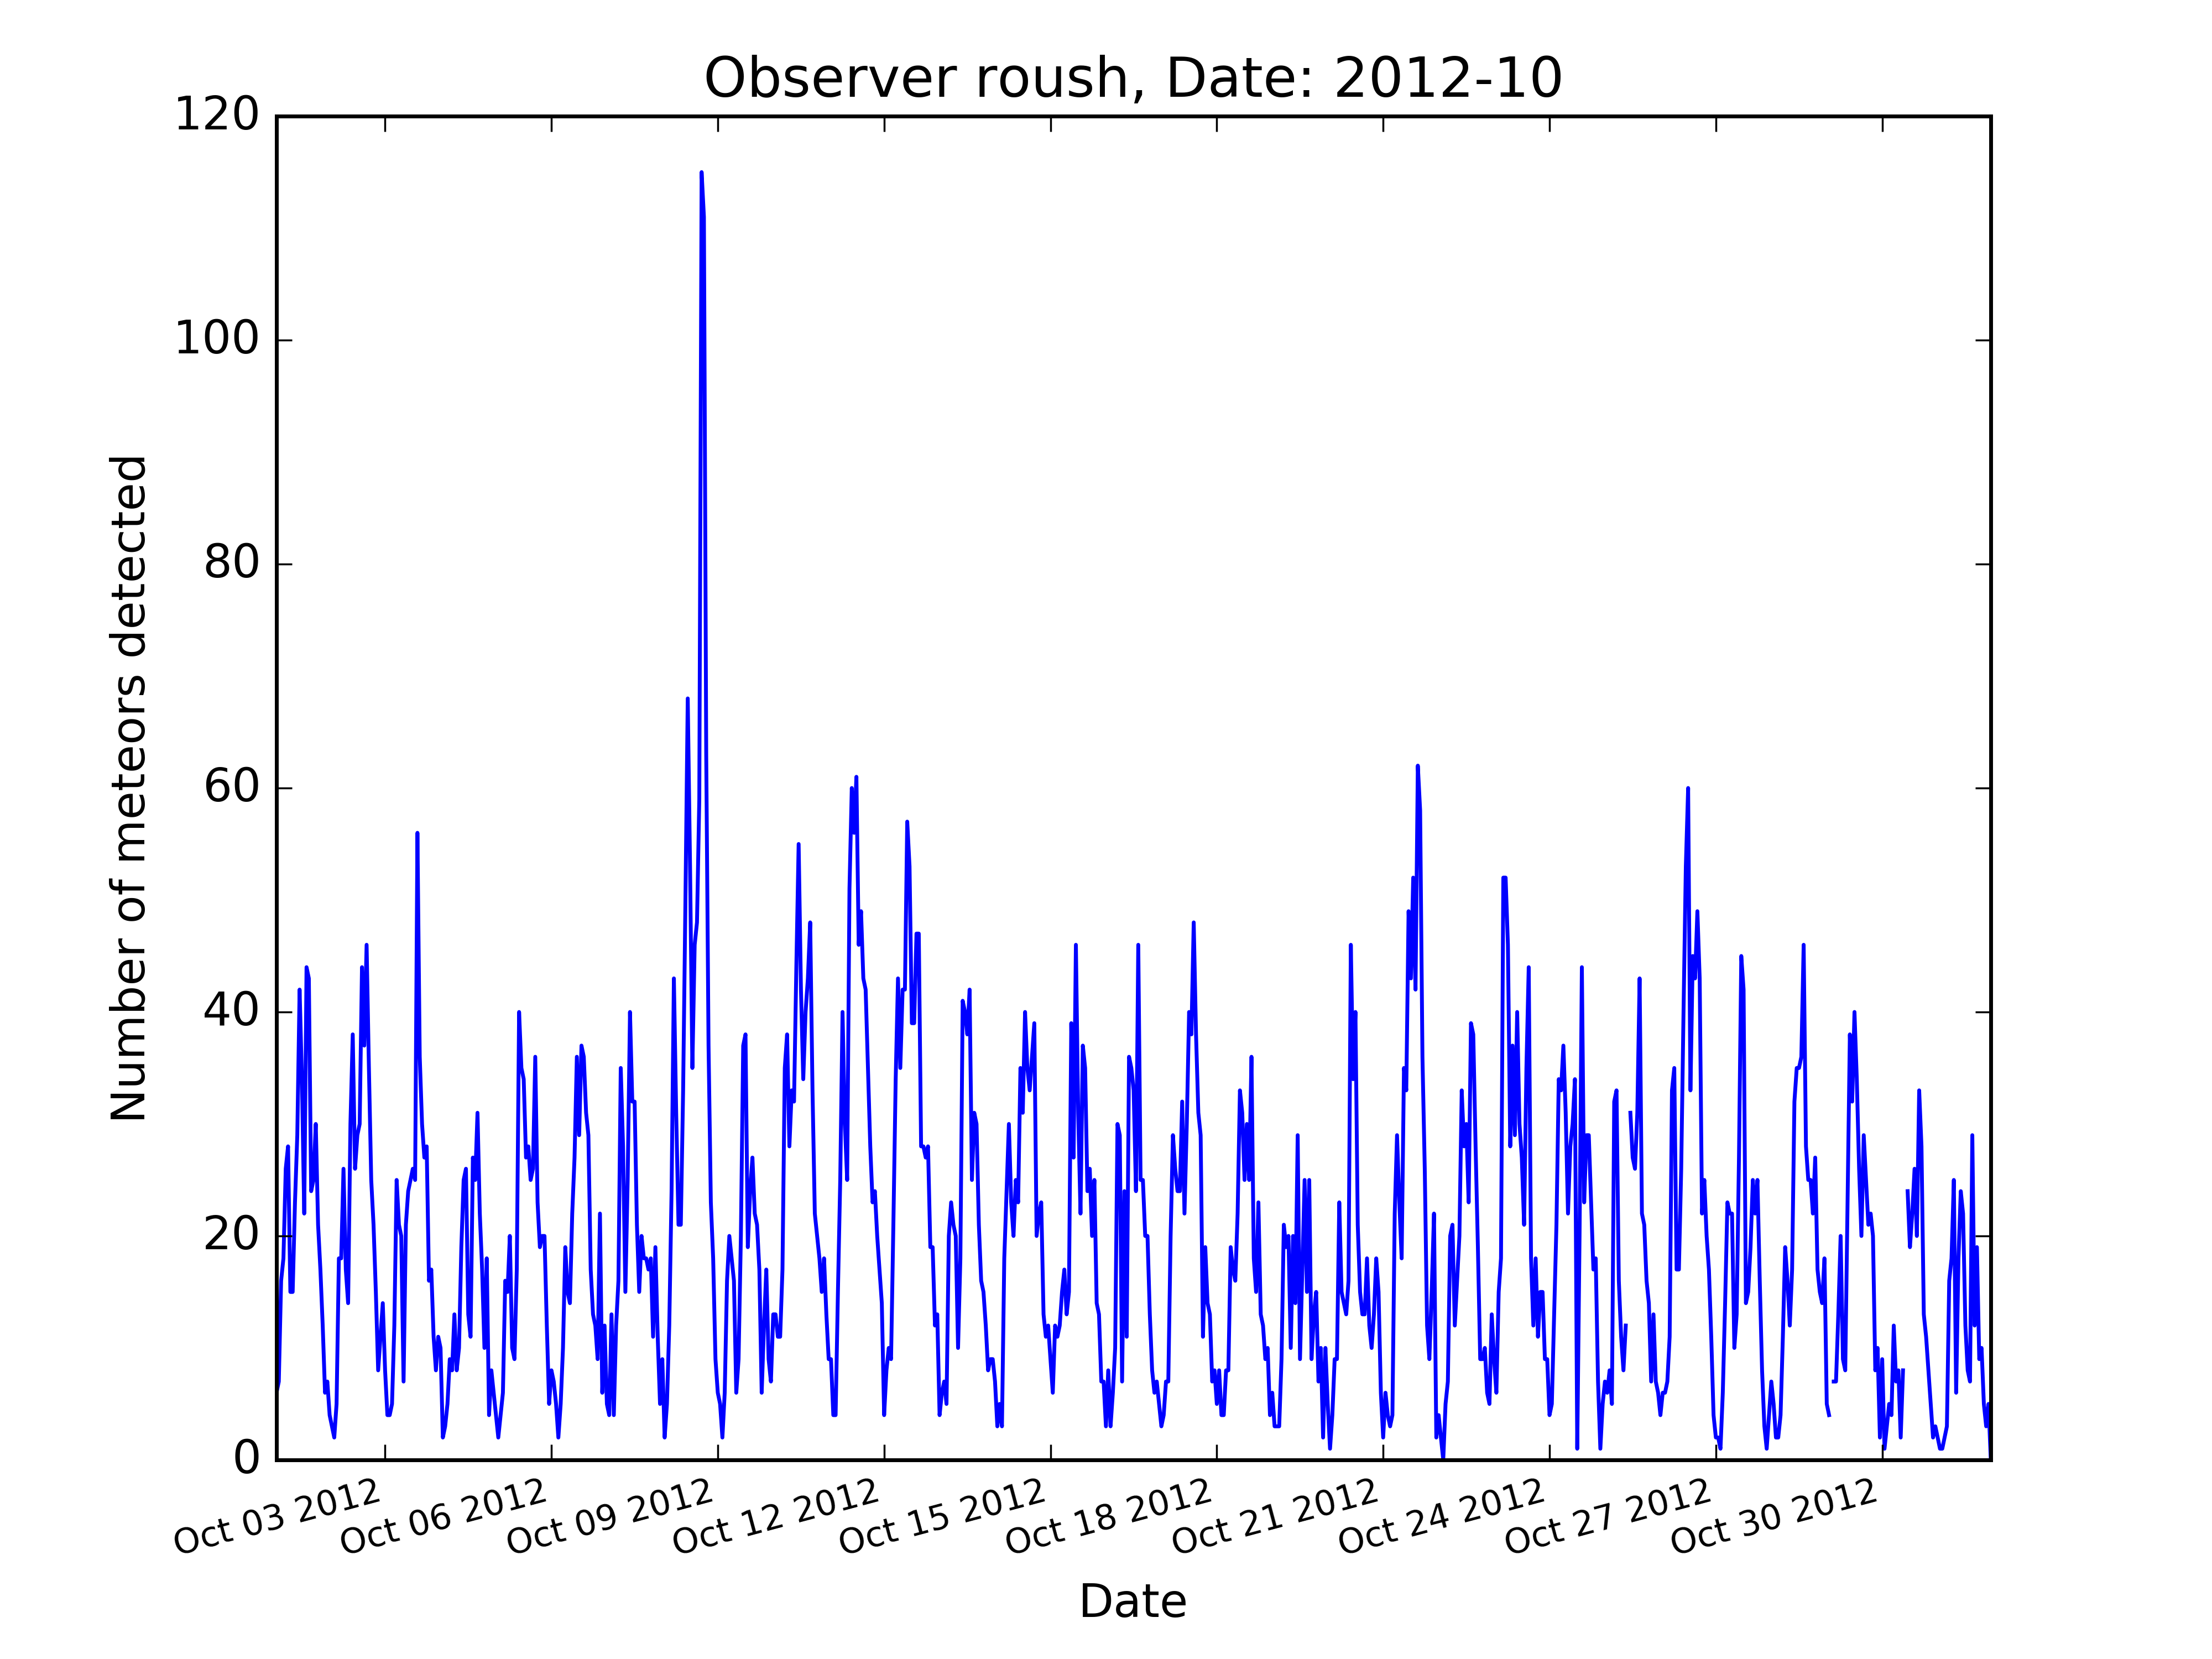 Observer roush, Date: 2012-10
120
100
80
60
40
20
0
Number of meteors detected
Oct 03 2012
Oct 06 2012
Oct 09 2012
Oct 12 2012
Oct 15 2012
Oct 18 2012
Oct 21 2012
Oct 24 2012
Oct 27 2012
Oct 30 2012
Date